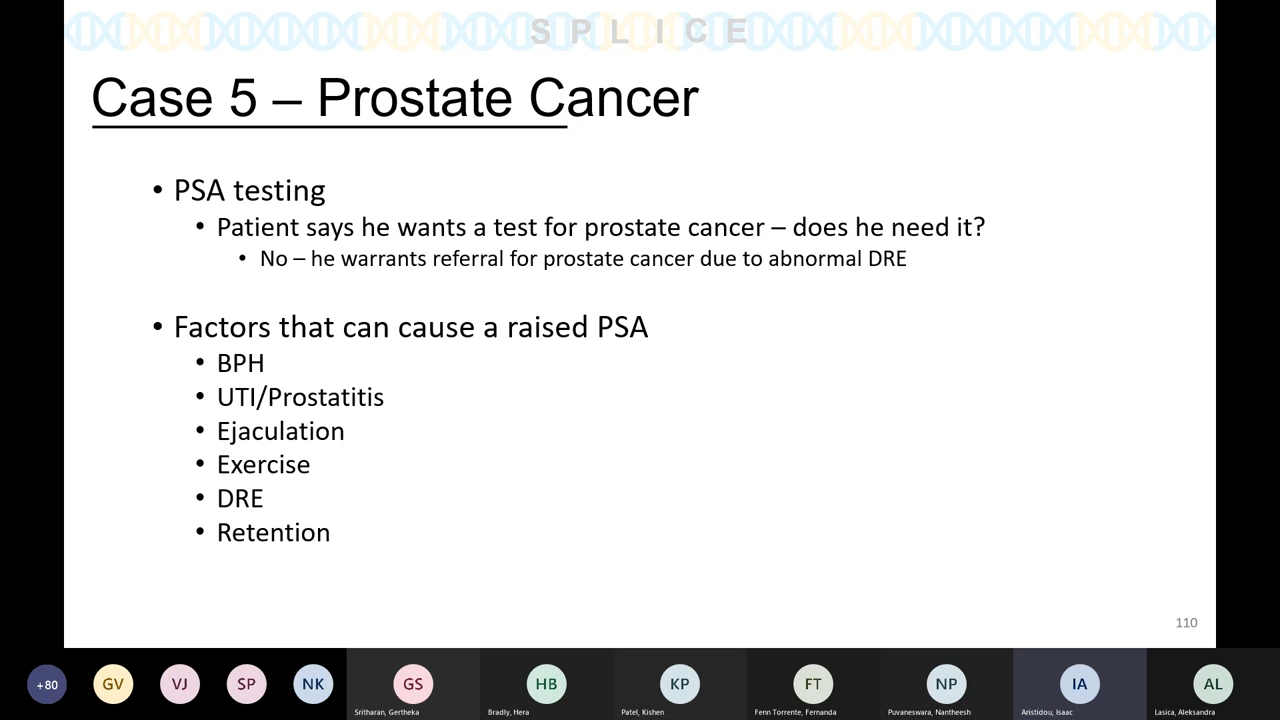 S P L I C E
Case 5 – Prostate Cancer
• PSA testing
• Patient says he wants a test for prostate cancer – does he need it?
• No – he warrants referral for prostate cancer due to abnormal DRE
• Factors that can cause a raised PSA
• BPH
• UTI/Prostatitis
• Ejaculation
• Exercise
• DRE
• Retention
110
+80 GV VJ SP NK GS HB KP FT NP IA AL
Sritharan, Gertheka Bradly, Hera Patel, Kishen Fenn Torrente, Fernanda Puvaneswara, Nantheesh Aristidou, Isaac Lasica, Aleksandra